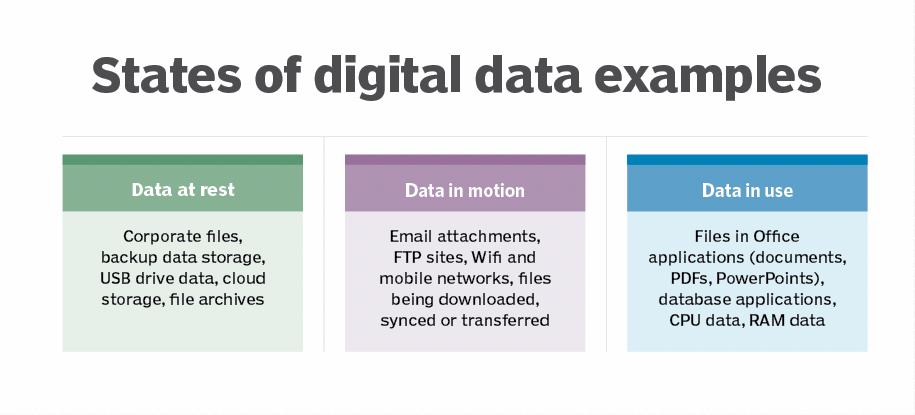 States of digital data examples
Data at rest
Corporate files,
backup data storage,
USB drive data, cloud
storage, file archives
Data in motion
Email attachments,
FTP sites, Wifi and
mobile networks, files
being downloaded,
synced or transferred
Data in use
Files in Office
applications (documents,
PDFs, PowerPoints),
database applications,
CPU data, RAM data